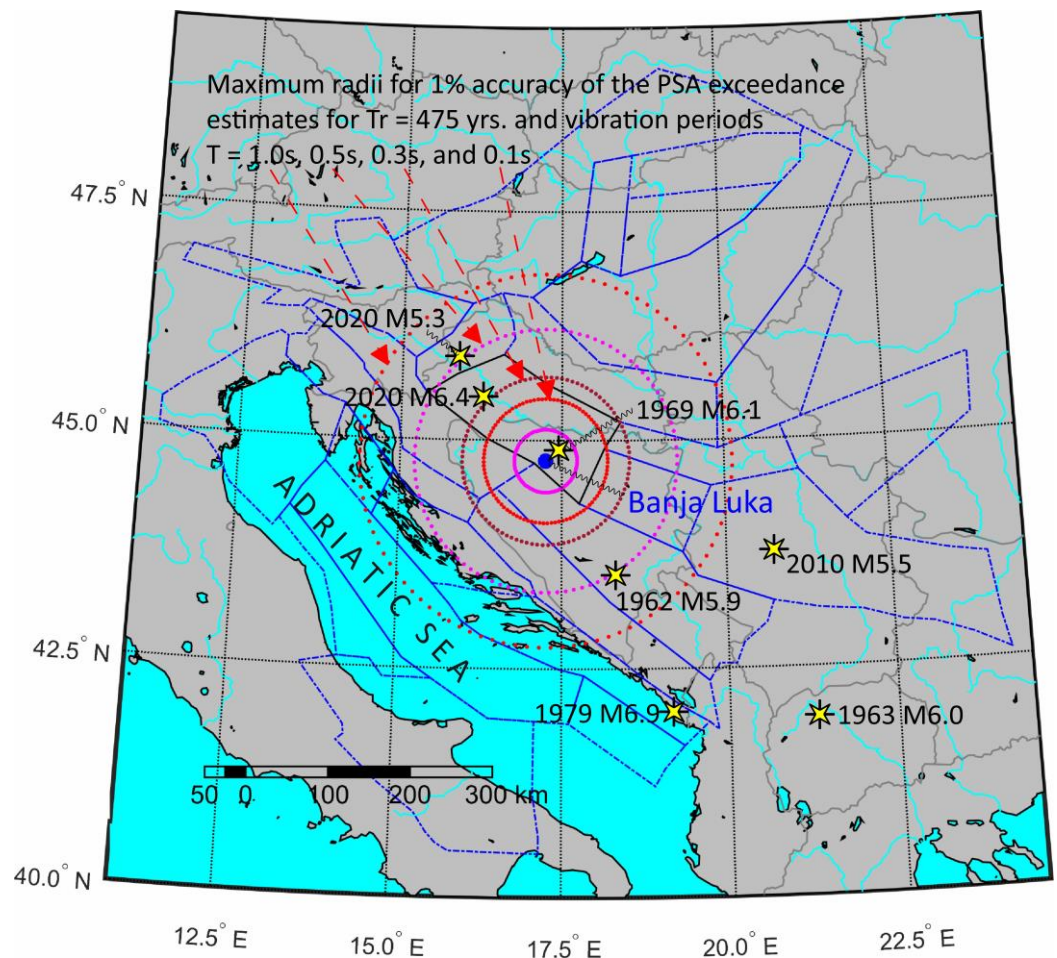 Maximum radii for 1% accuracy of the PSA exceedance
estimates for Tr = 475 yrs. and vibration periods
T = 1.0s, 0.5s, 0.3s, and 0.1s
47.5° N
2020 M5.3
2020 M6.4
1969 M6.1
45.0° N
Banja Luka
ADRIATIC SEA
2010 M5.5
1962 M5.9
42.5° N
1979 M6.9
1963 M6.0
50 0 100 200 300 km
40.0° N
12.5° E 15.0° E 17.5° E 20.0° E 22.5° E